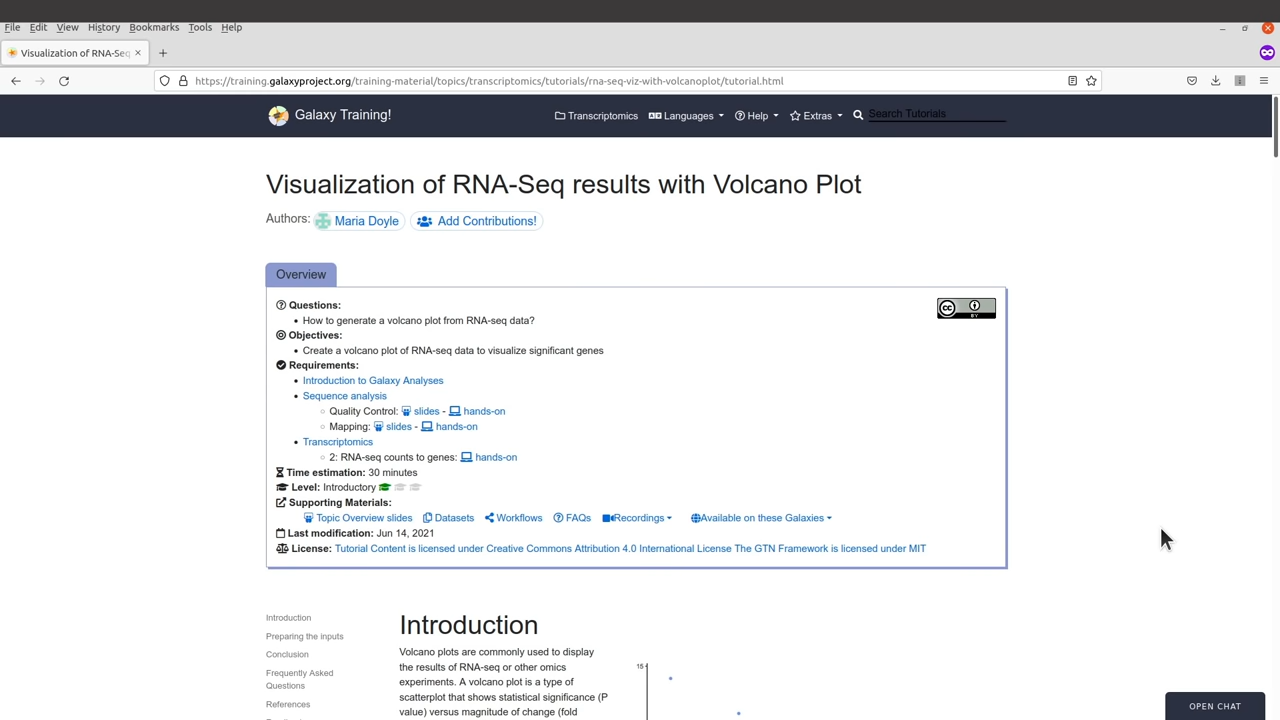 File Edit View History Bookmarks Tools Help
Visualization of RNA-Seq
https://training.galaxyproject.org/training-material/topics/transcriptomics/tutorials/rna-seq-viz-with-volcanoplot/tutorial.html
Galaxy Training! Transcriptomics Languages Help Extras Search Tutorials
Visualization of RNA-Seq results with Volcano Plot
Authors: Maria Doyle Add Contributions!
Overview
Questions:
• How to generate a volcano plot from RNA-seq data?
Objectives:
• Create a volcano plot of RNA-seq data to visualize significant genes
Requirements:
• Introduction to Galaxy Analyses
• Sequence analysis
Quality Control: slides - hands-on
Mapping: slides - hands-on
• Transcriptomics
2: RNA-seq counts to genes: hands-on
Time estimation: 30 minutes
Level: Introductory
Supporting Materials:
Topic Overview slides Datasets Workflows FAQs Recordings Available on these Galaxies
Last modification: Jun 14, 2021
License: Tutorial Content is licensed under Creative Commons Attribution 4.0 International License The GTN Framework is licensed under MIT
cc BY
Introduction
Preparing the inputs
Conclusion
Frequently Asked
Questions
References
Introduction
Volcano plots are commonly used to display
the results of RNA-seq or other omics
experiments. A volcano plot is a type of
scatterplot that shows statistical significance (P
value) versus magnitude of change (fold
15
OPEN CHAT